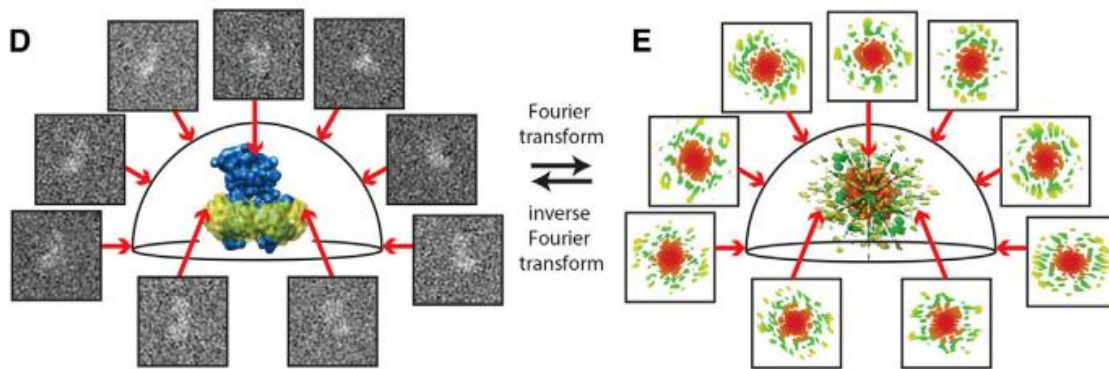 D
E
Fourier
transform
inverse
Fourier
transform